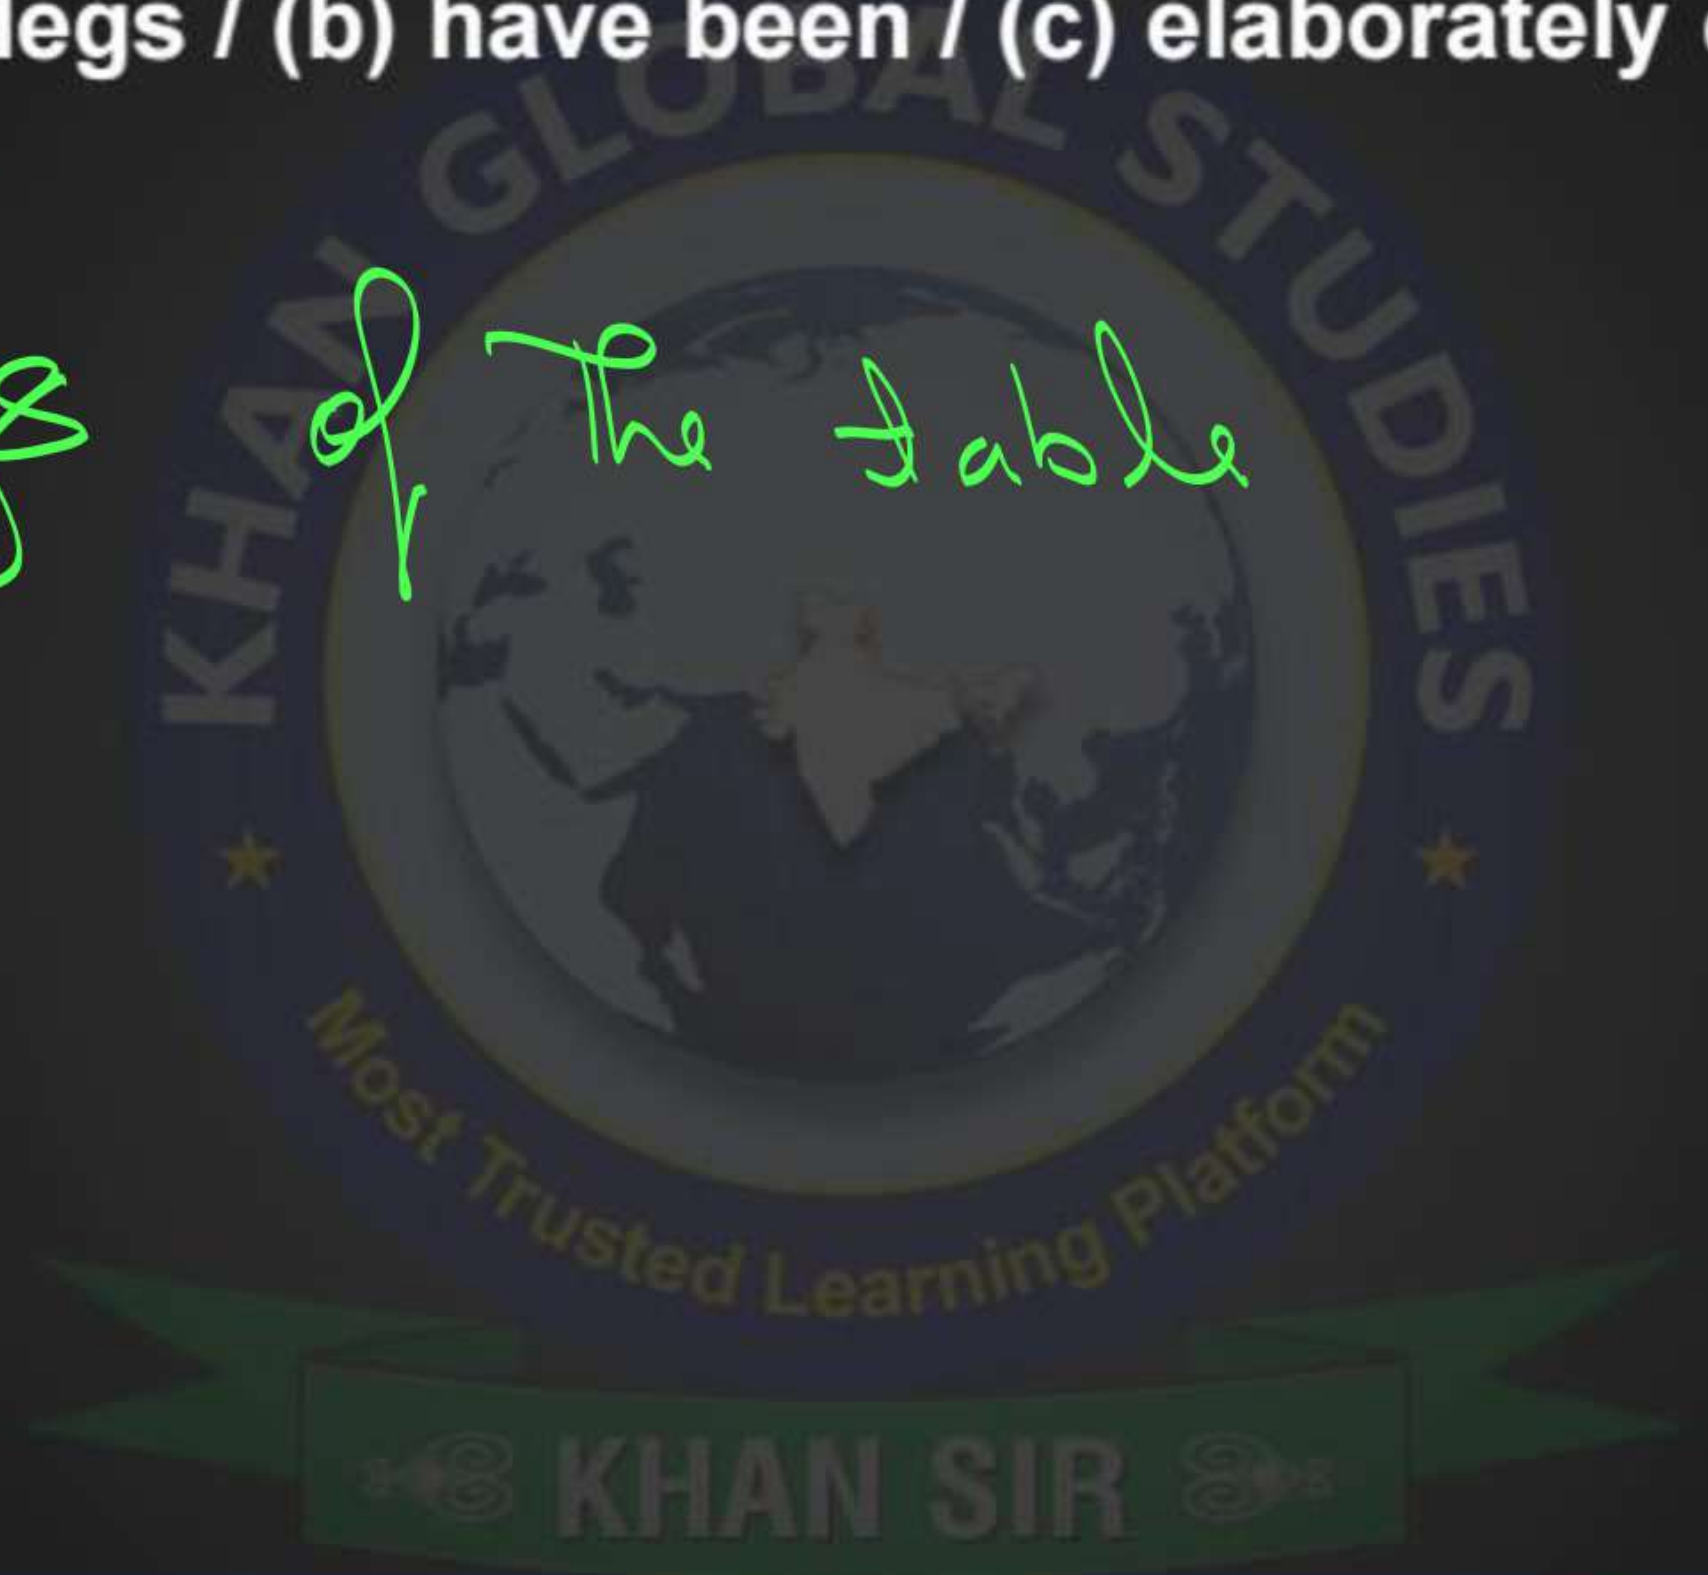 legs / (b) have been / (c) elaborately
of The table
KHAN GLOBAL STUDIES
Most Trusted Learning Platform
KHAN SIR